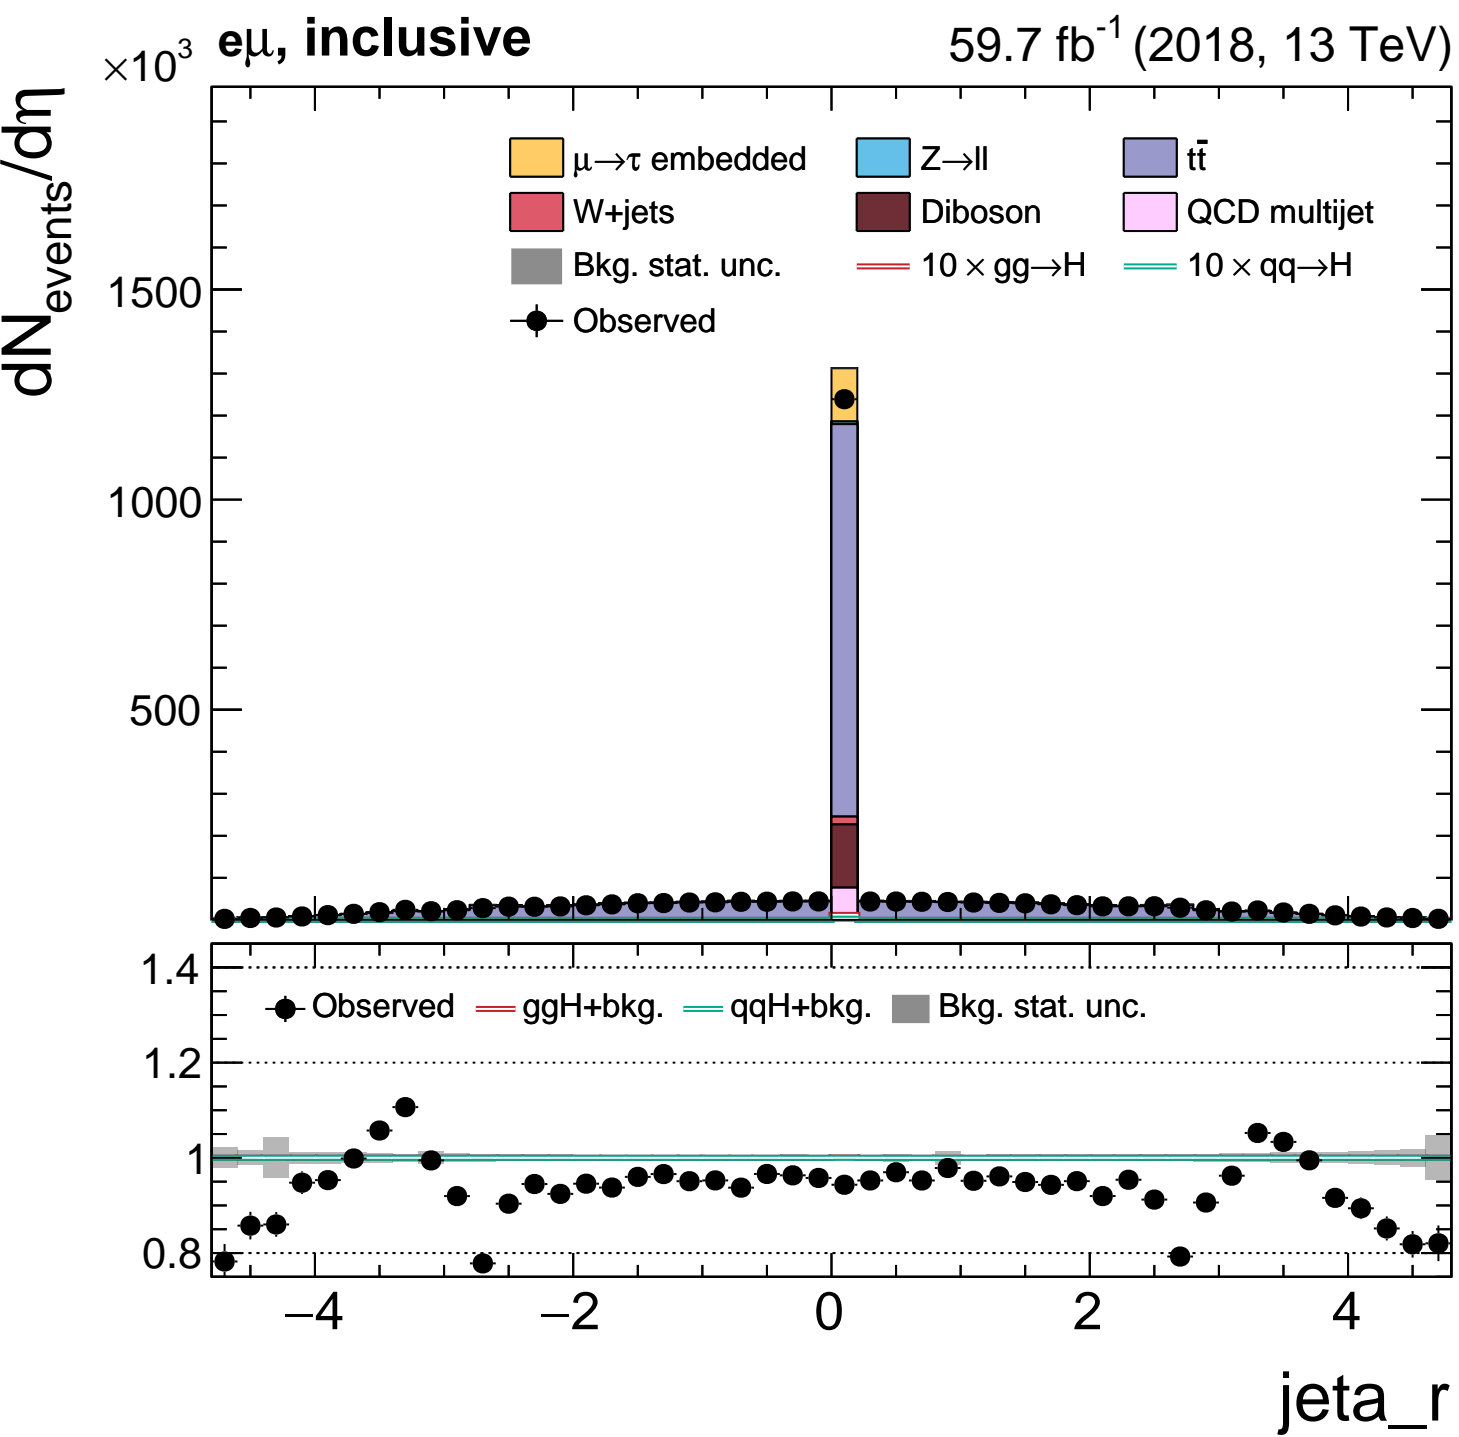 eμ, inclusive 59.7 fb⁻¹ (2018, 13 TeV)
×10³
dN_events/dη
μ→τ embedded Z→ll tt̄
W+jets Diboson QCD multijet
Bkg. stat. unc. 10 × gg→H 10 × qq→H
Observed
1500
1000
500
1.4
Observed ggH+bkg. qqH+bkg. Bkg. stat. unc.
1.2
1
0.8
−4 −2 0 2 4
jeta_r